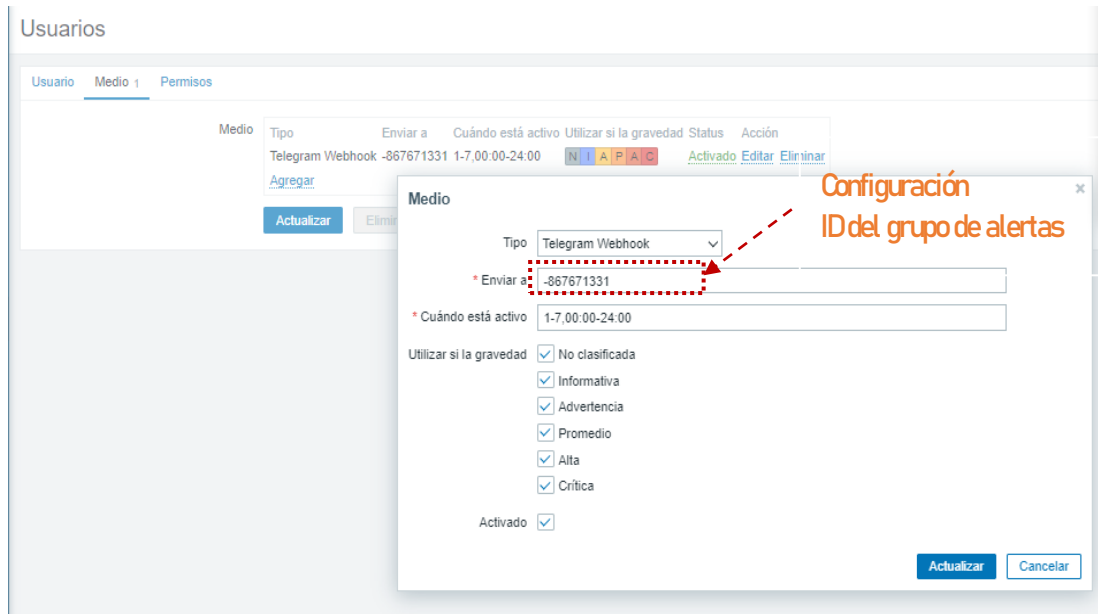 Usuarios
Usuario Medio 1 Permisos
Medio
Tipo Enviar a Cuándo está activo Utilizar si la gravedad Status Acción
Telegram Webhook -867671331 1-7,00:00-24:00 N I A P A C Activado Editar Eliminar
Agregar
Actualizar
Configuración
ID del grupo de alertas
Medio
Tipo Telegram Webhook
* Enviar a -867671331
* Cuándo está activo 1-7,00:00-24:00
Utilizar si la gravedad No clasificada
Informativa
Advertencia
Promedio
Alta
Crítica
Activado
Actualizar Cancelar